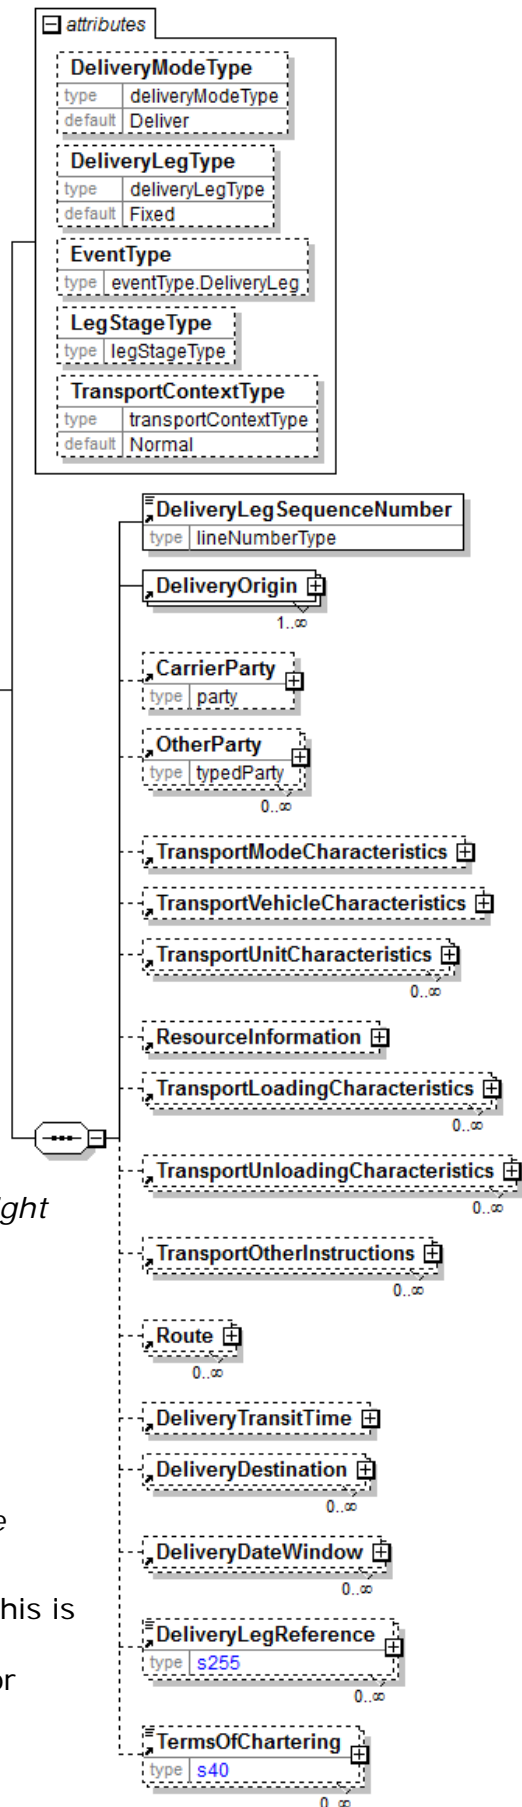 attributes
DeliveryModeType
type deliveryModeType
default Deliver
DeliveryLegType
type deliveryLegType
default Fixed
EventType
type eventType.DeliveryLeg
LegStageType
type legStageType
TransportContextType
type transportContextType
default Normal
DeliveryLegSequenceNumber
type lineNumberType
DeliveryOrigin
1..∞
CarrierParty
type party
OtherParty
type typedParty
0..∞
TransportModeCharacteristics
TransportVehicleCharacteristics
TransportUnitCharacteristics
0..∞
ResourceInformation
TransportLoadingCharacteristics
0..∞
TransportUnloadingCharacteristics
0..∞
ght
TransportOtherInstructions
0..∞
Route
0..∞
DeliveryTransitTime
DeliveryDestination
0..∞
e
DeliveryDateWindow
0..∞
his is
DeliveryLegReference
type s255
or
0..∞
TermsOfChartering
type s40
0..∞